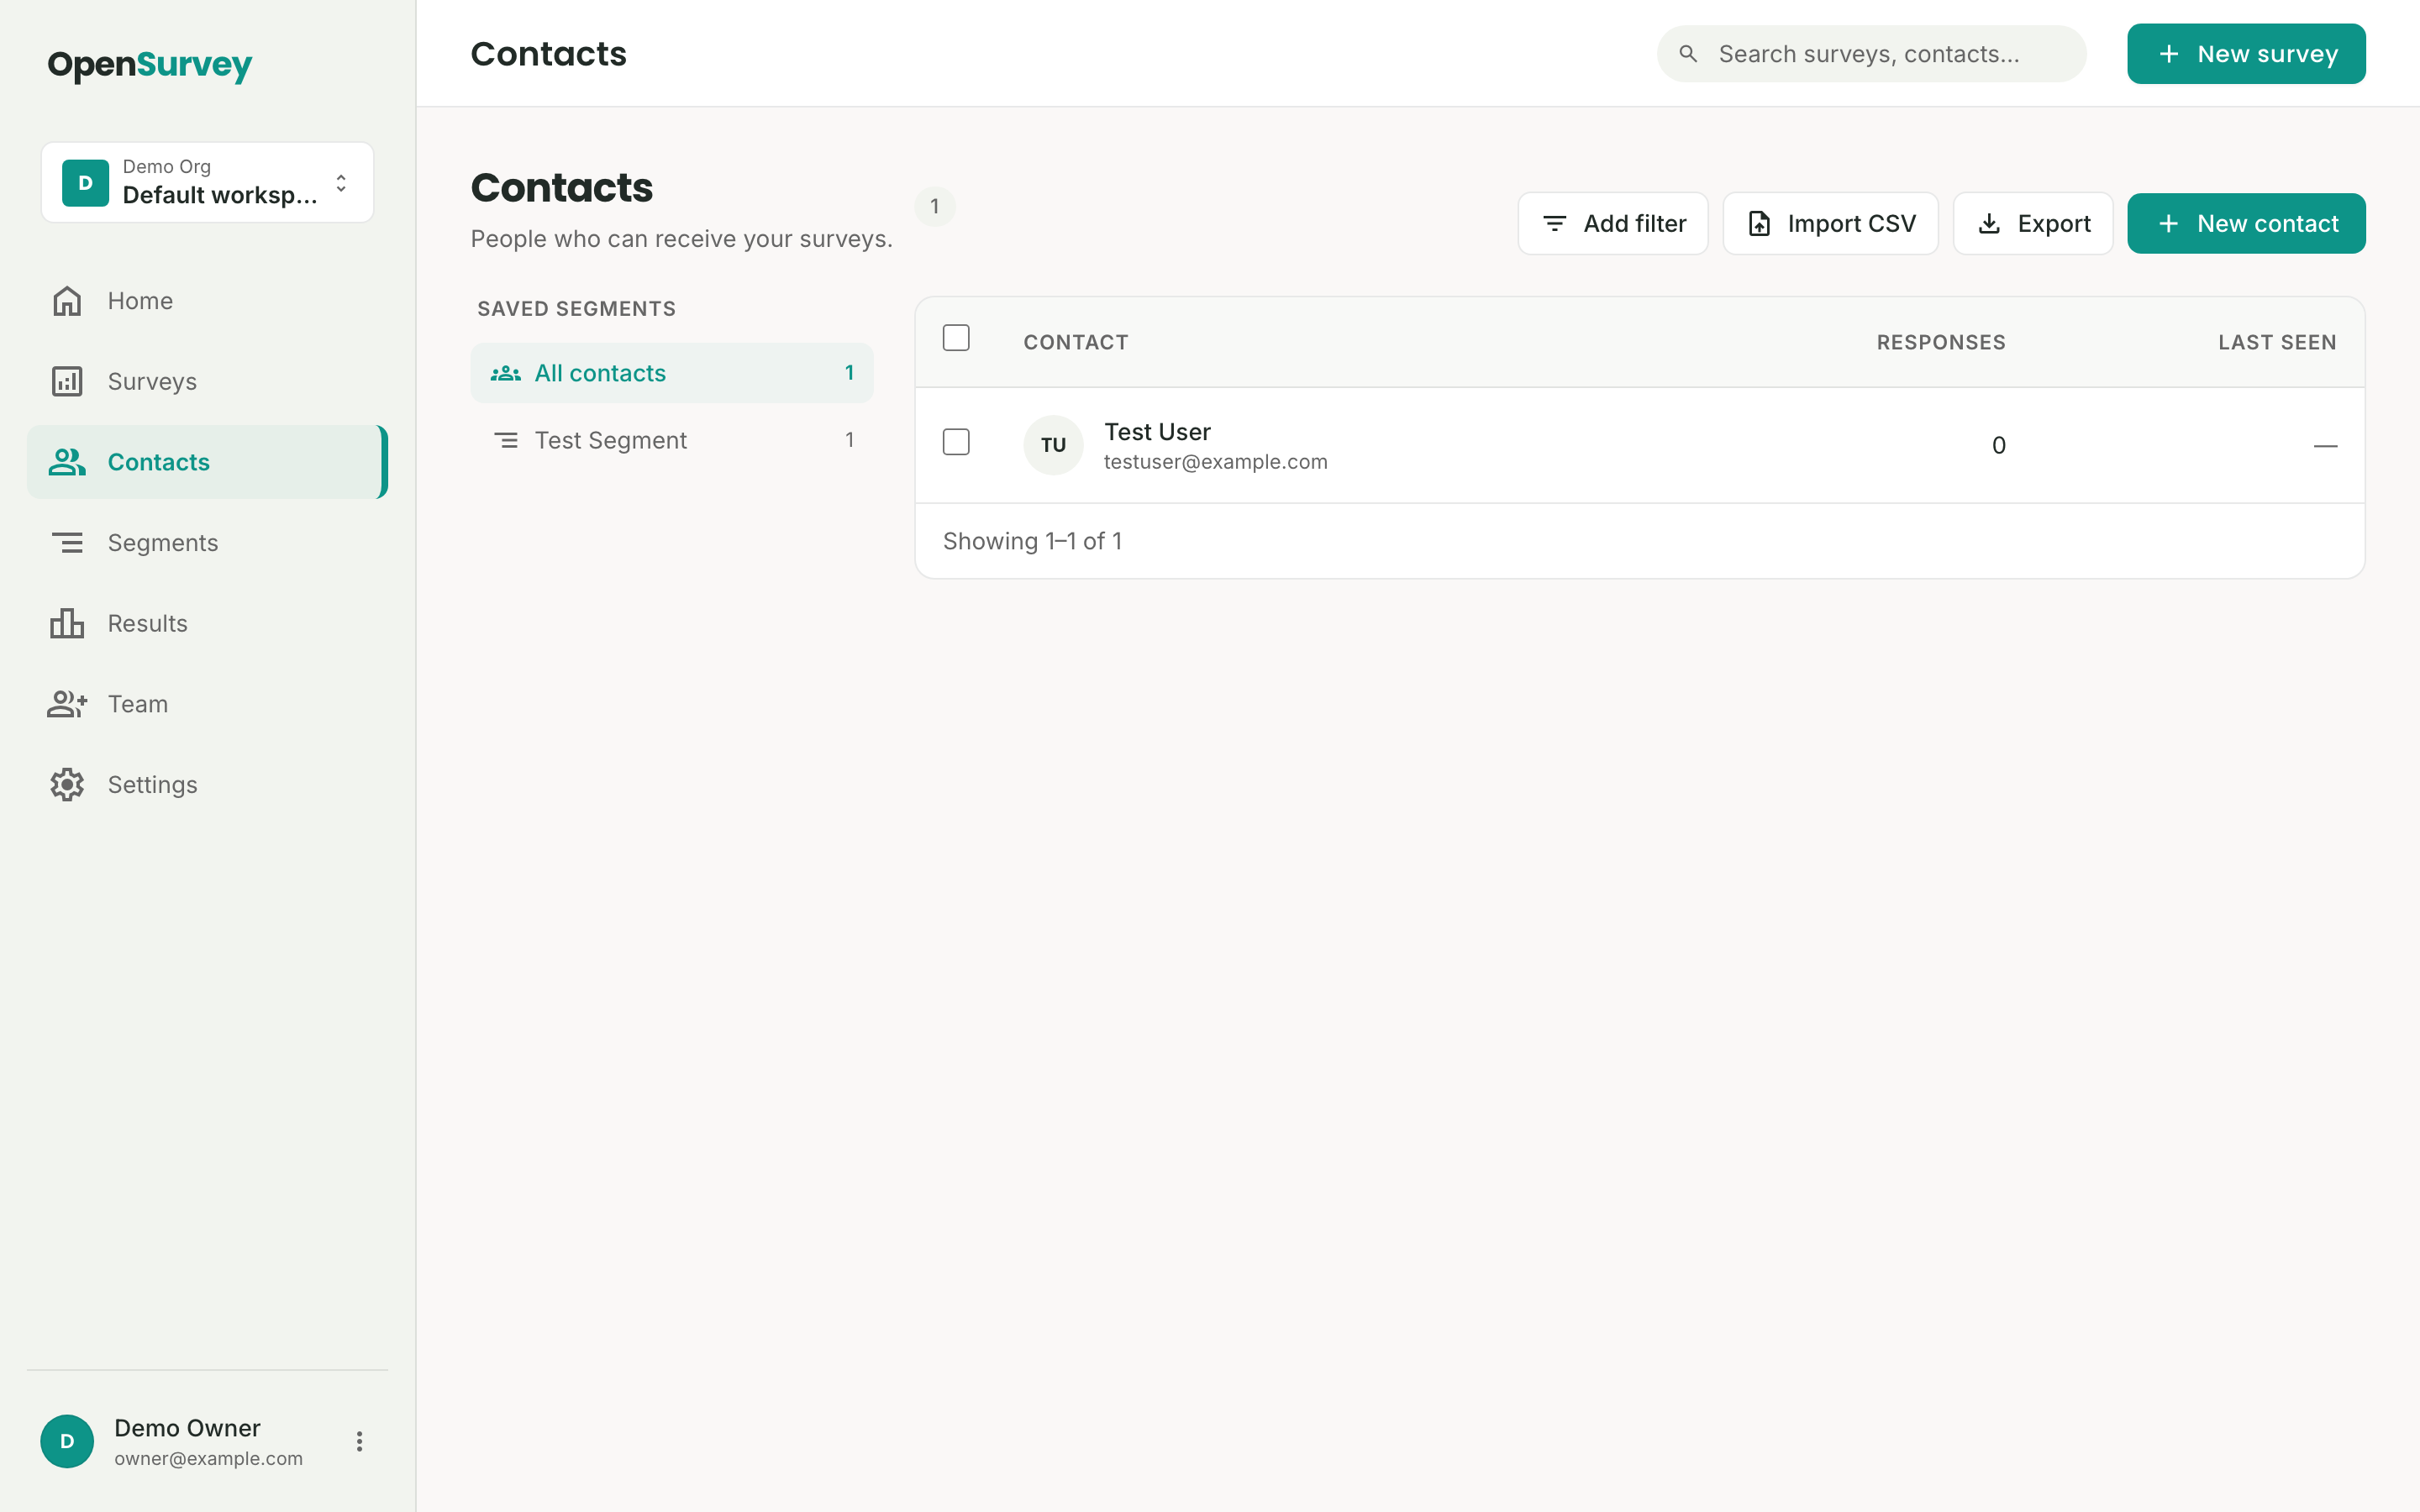 OpenSurvey
D
Demo Org
Default worksp...
Home
Surveys
Contacts
Segments
Results
Team
Settings
D
Demo Owner
owner@example.com
Contacts
Search surveys, contacts...
New survey
Contacts
People who can receive your surveys.
1
Add filter
Import CSV
Export
New contact
SAVED SEGMENTS
All contacts 1
Test Segment 1
CONTACT RESPONSES LAST SEEN
TU
Test User
testuser@example.com
0 —
Showing 1–1 of 1